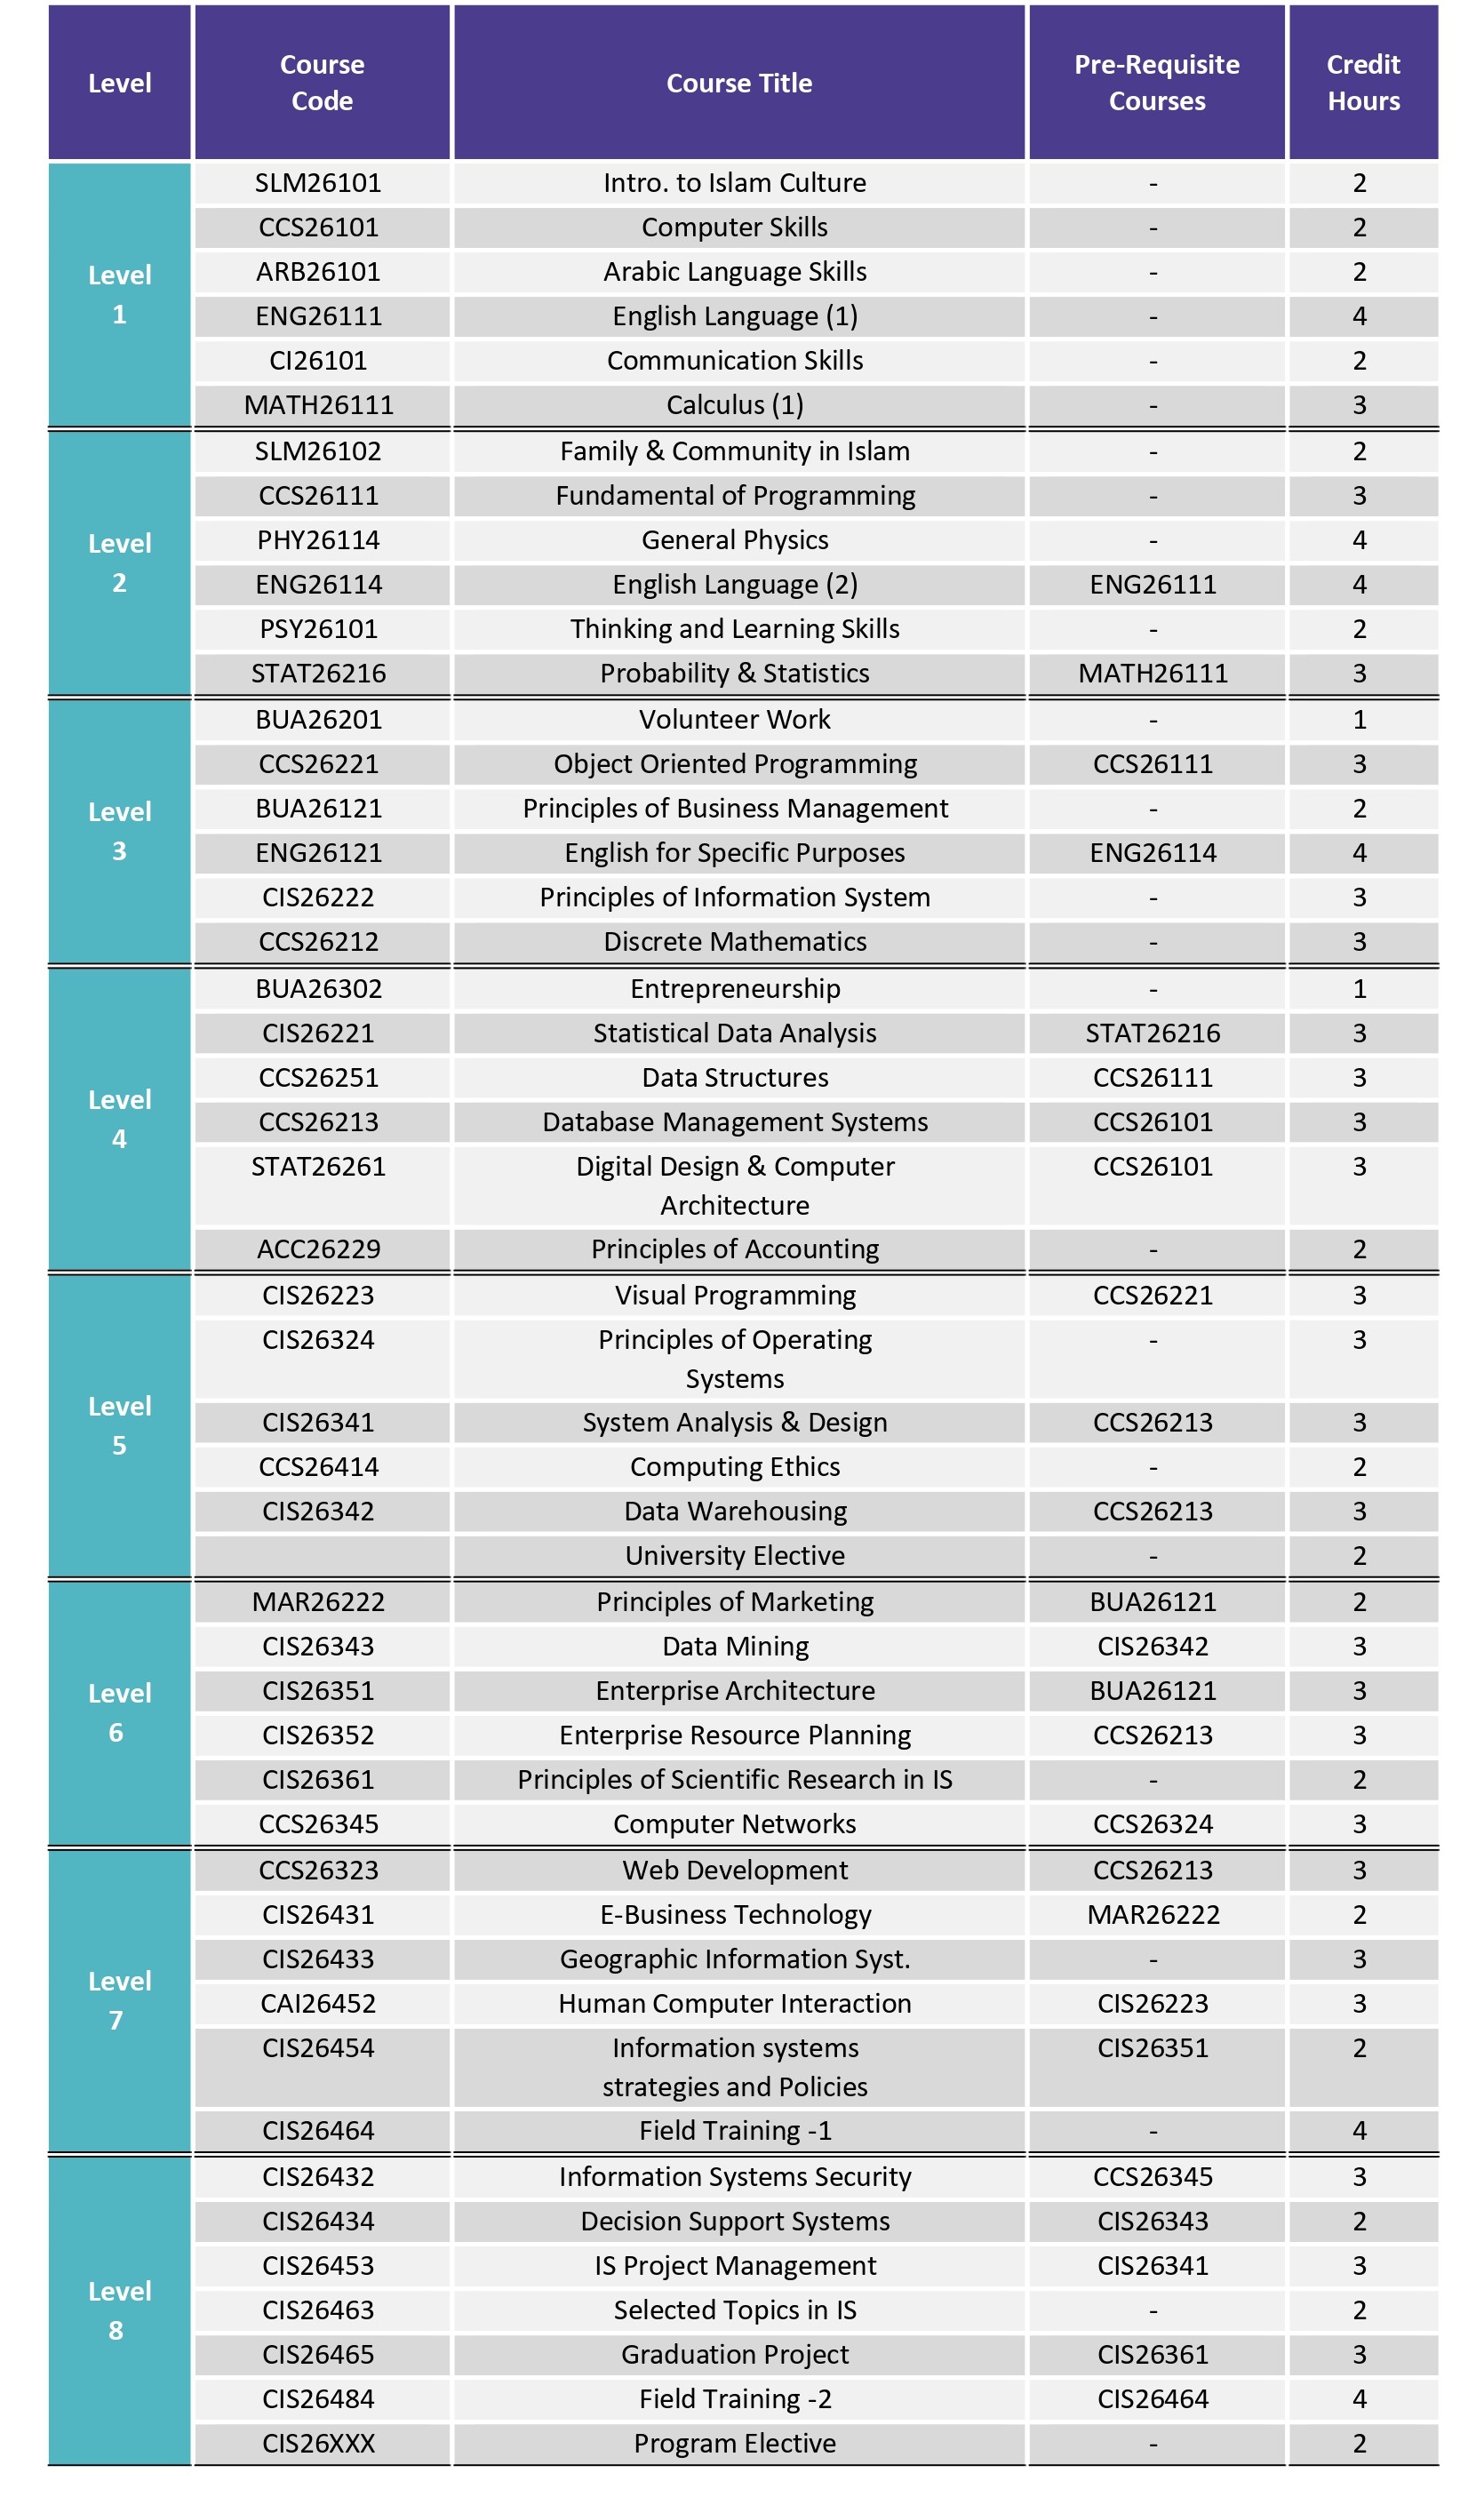 Level Course Code Course Title Pre-Requisite Courses Credit Hours
Level 1
SLM26101 Intro. to Islam Culture - 2
CCS26101 Computer Skills - 2
ARB26101 Arabic Language Skills - 2
ENG26111 English Language (1) - 4
CI26101 Communication Skills - 2
MATH26111 Calculus (1) - 3
Level 2
SLM26102 Family & Community in Islam - 2
CCS26111 Fundamental of Programming - 3
PHY26114 General Physics - 4
ENG26114 English Language (2) ENG26111 4
PSY26101 Thinking and Learning Skills - 2
STAT26216 Probability & Statistics MATH26111 3
Level 3
BUA26201 Volunteer Work - 1
CCS26221 Object Oriented Programming CCS26111 3
BUA26121 Principles of Business Management - 2
ENG26121 English for Specific Purposes ENG26114 4
CIS26222 Principles of Information System - 3
CCS26212 Discrete Mathematics - 3
Level 4
BUA26302 Entrepreneurship - 1
CIS26221 Statistical Data Analysis STAT26216 3
CCS26251 Data Structures CCS26111 3
CCS26213 Database Management Systems CCS26101 3
STAT26261 Digital Design & Computer Architecture CCS26101 3
ACC26229 Principles of Accounting - 2
Level 5
CIS26223 Visual Programming CCS26221 3
CIS26324 Principles of Operating Systems - 3
CIS26341 System Analysis & Design CCS26213 3
CCS26414 Computing Ethics - 2
CIS26342 Data Warehousing CCS26213 3
University Elective - 2
Level 6
MAR26222 Principles of Marketing BUA26121 2
CIS26343 Data Mining CIS26342 3
CIS26351 Enterprise Architecture BUA26121 3
CIS26352 Enterprise Resource Planning CCS26213 3
CIS26361 Principles of Scientific Research in IS - 2
CCS26345 Computer Networks CCS26324 3
Level 7
CCS26323 Web Development CCS26213 3
CIS26431 E-Business Technology MAR26222 2
CIS26433 Geographic Information Syst. - 3
CAI26452 Human Computer Interaction CIS26223 3
CIS26454 Information systems strategies and Policies CIS26351 2
CIS26464 Field Training -1 - 4
Level 8
CIS26432 Information Systems Security CCS26345 3
CIS26434 Decision Support Systems CIS26343 2
CIS26453 IS Project Management CIS26341 3
CIS26463 Selected Topics in IS - 2
CIS26465 Graduation Project CIS26361 3
CIS26484 Field Training -2 CIS26464 4
CIS26XXX Program Elective - 2